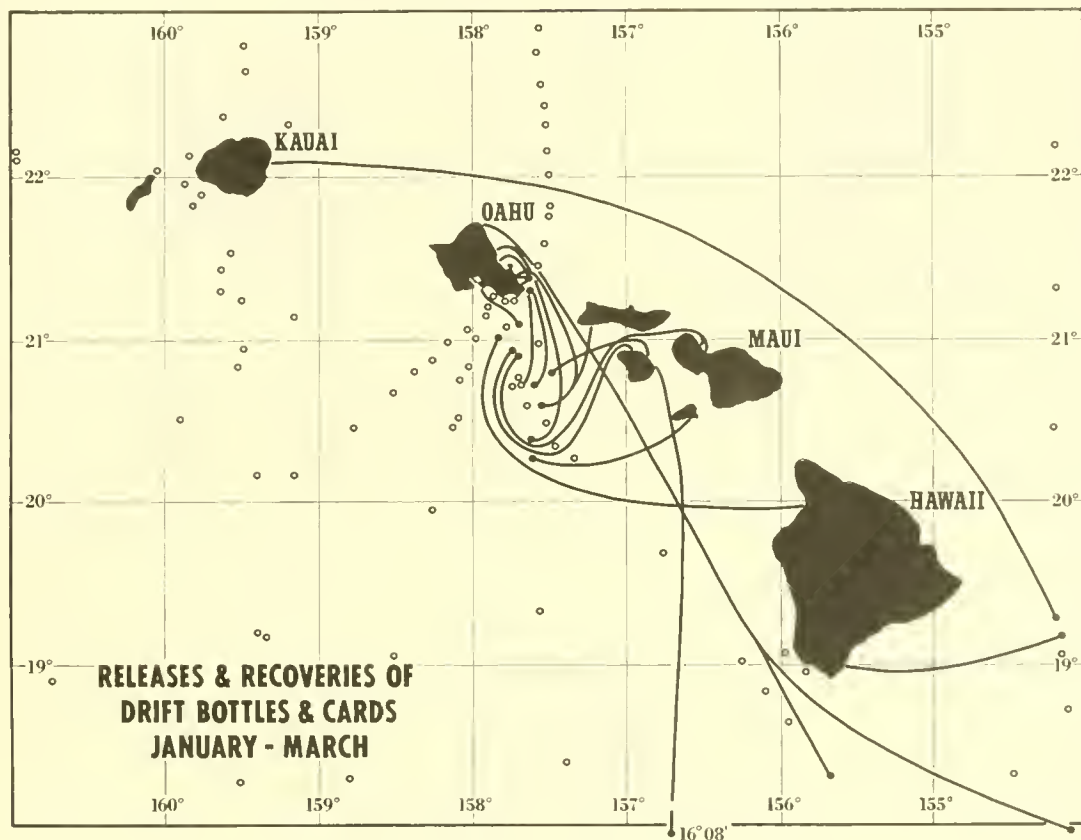 160° 159° 158° 157° 156° 155°
KAUAI
22° 22°
OAHU
21° 21°
MAUI
20° 20°
HAWAII
19° 19°
RELEASES & RECOVERIES OF
DRIFT BOTTLES & CARDS
JANUARY - MARCH
160° 159° 158° 157° 156° 155°
16°08'